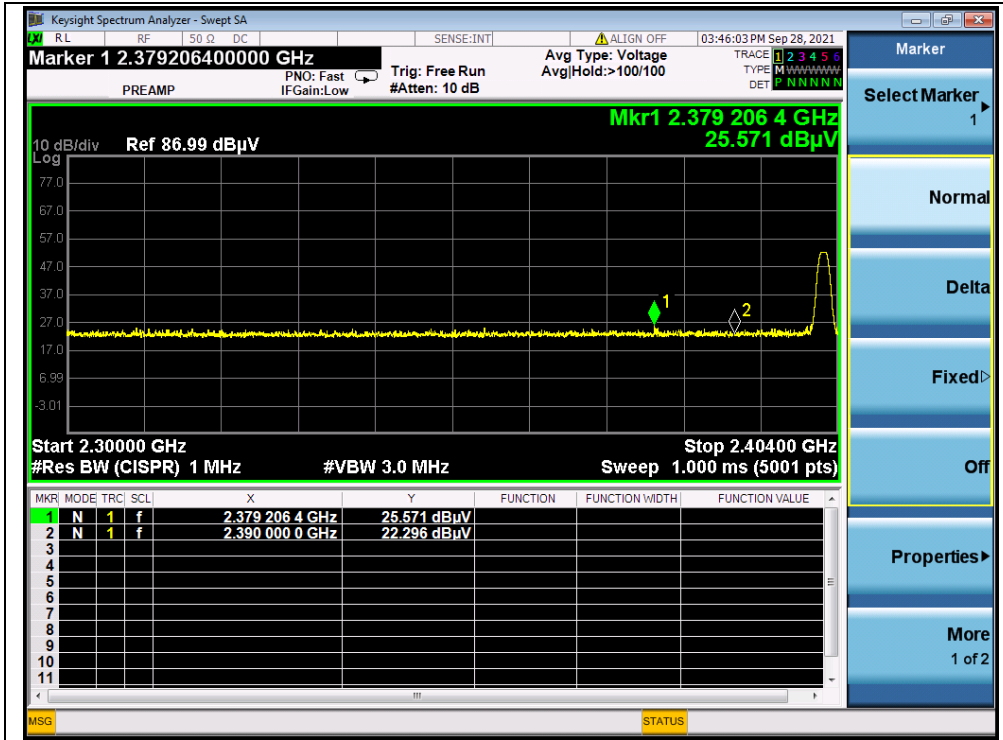 Keysight Spectrum Analyzer - Swept SA
LXI RL RF 50 Ω DC SENSE:INT ALIGN OFF 03:46:03 PM Sep 28, 2021
Marker 1 2.379206400000 GHz
PREAMP
PNO: Fast
IFGain:Low
Trig: Free Run
#Atten: 10 dB
Avg Type: Voltage
Avg|Hold:>100/100
TRACE 1 2 3 4 5 6
TYPE M WWWWW
DET P N N N N N
Mkr1 2.379 206 4 GHz
25.571 dBµV
10 dB/div Ref 86.99 dBµV
Log
77.0
67.0
57.0
47.0
37.0
27.0
17.0
6.99
-3.01
1
2
Start 2.30000 GHz Stop 2.40400 GHz
#Res BW (CISPR) 1 MHz #VBW 3.0 MHz Sweep 1.000 ms (5001 pts)
MKR MODE TRC SCL X Y FUNCTION FUNCTION WIDTH FUNCTION VALUE
1 N 1 f 2.379 206 4 GHz 25.571 dBµV
2 N 1 f 2.390 000 0 GHz 22.296 dBµV
3
4
5
6
7
8
9
10
11
MSG STATUS
Marker
Select Marker
1
Normal
Delta
Fixed
Off
Properties
More
1 of 2